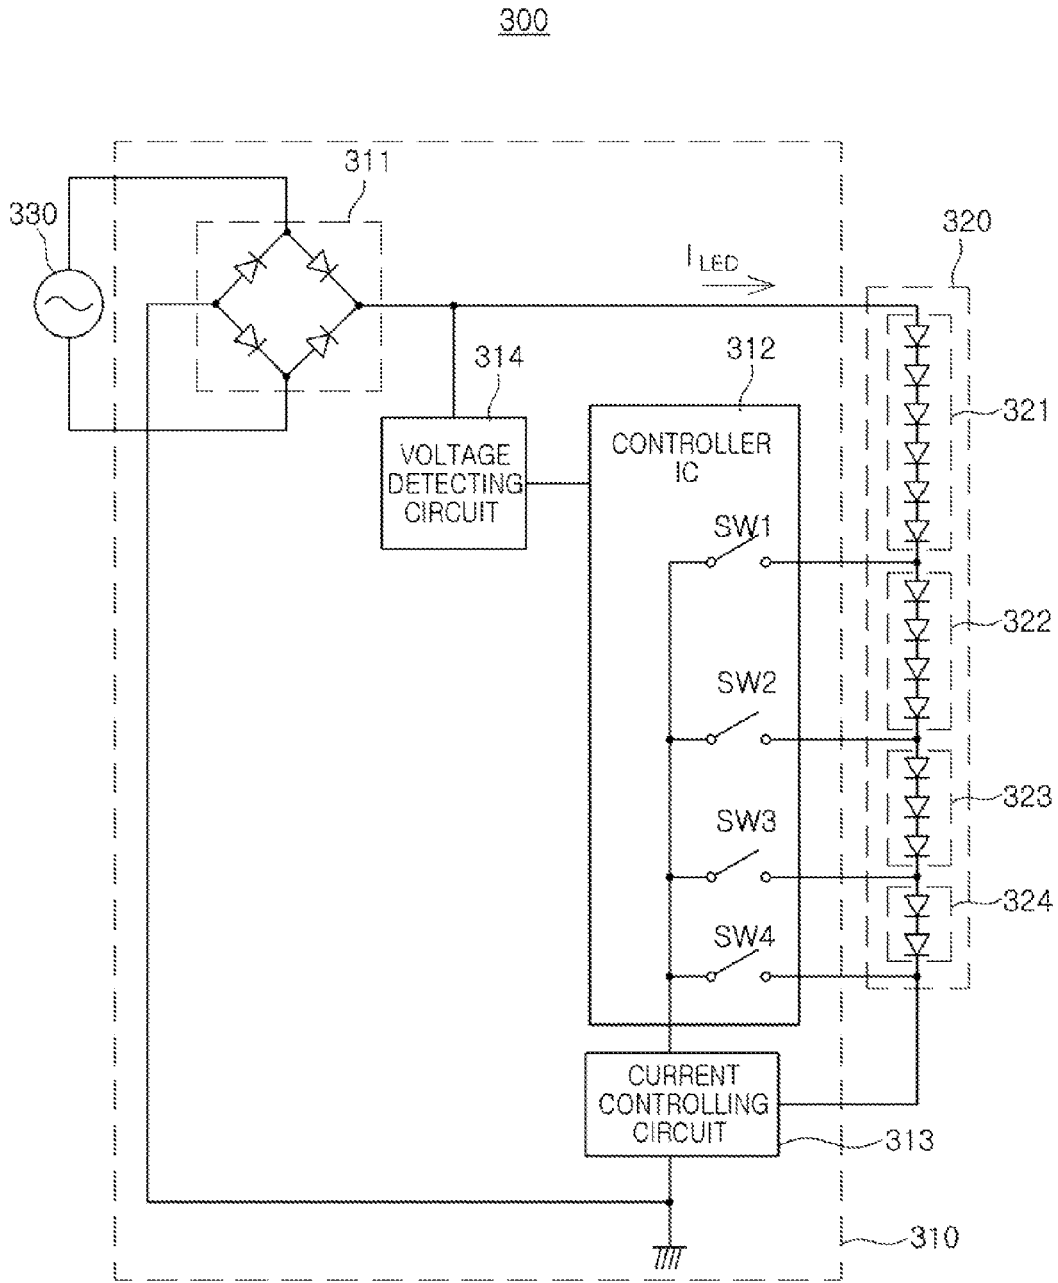 300
311
330
320
I LED
314
312
VOLTAGE
DETECTING
CIRCUIT
CONTROLLER
IC
321
SW1
322
SW2
323
SW3
324
SW4
CURRENT
CONTROLLING
CIRCUIT
313
310